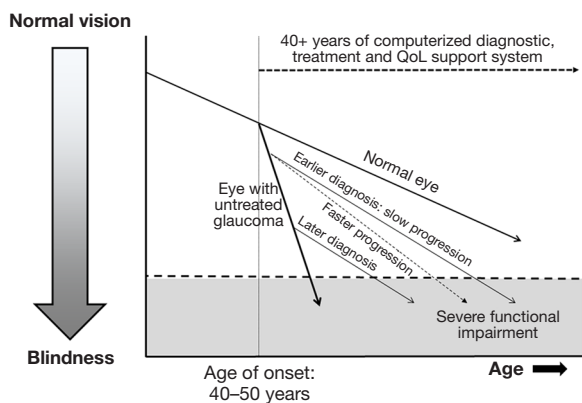 Normal vision
40+ years of computerized diagnostic,
treatment and QoL support system
Normal eye
Earlier diagnosis: slow progression
Faster progression
Later diagnosis
Eye with
untreated
glaucoma
Severe functional
impairment
Blindness
Age
Age of onset:
40–50 years